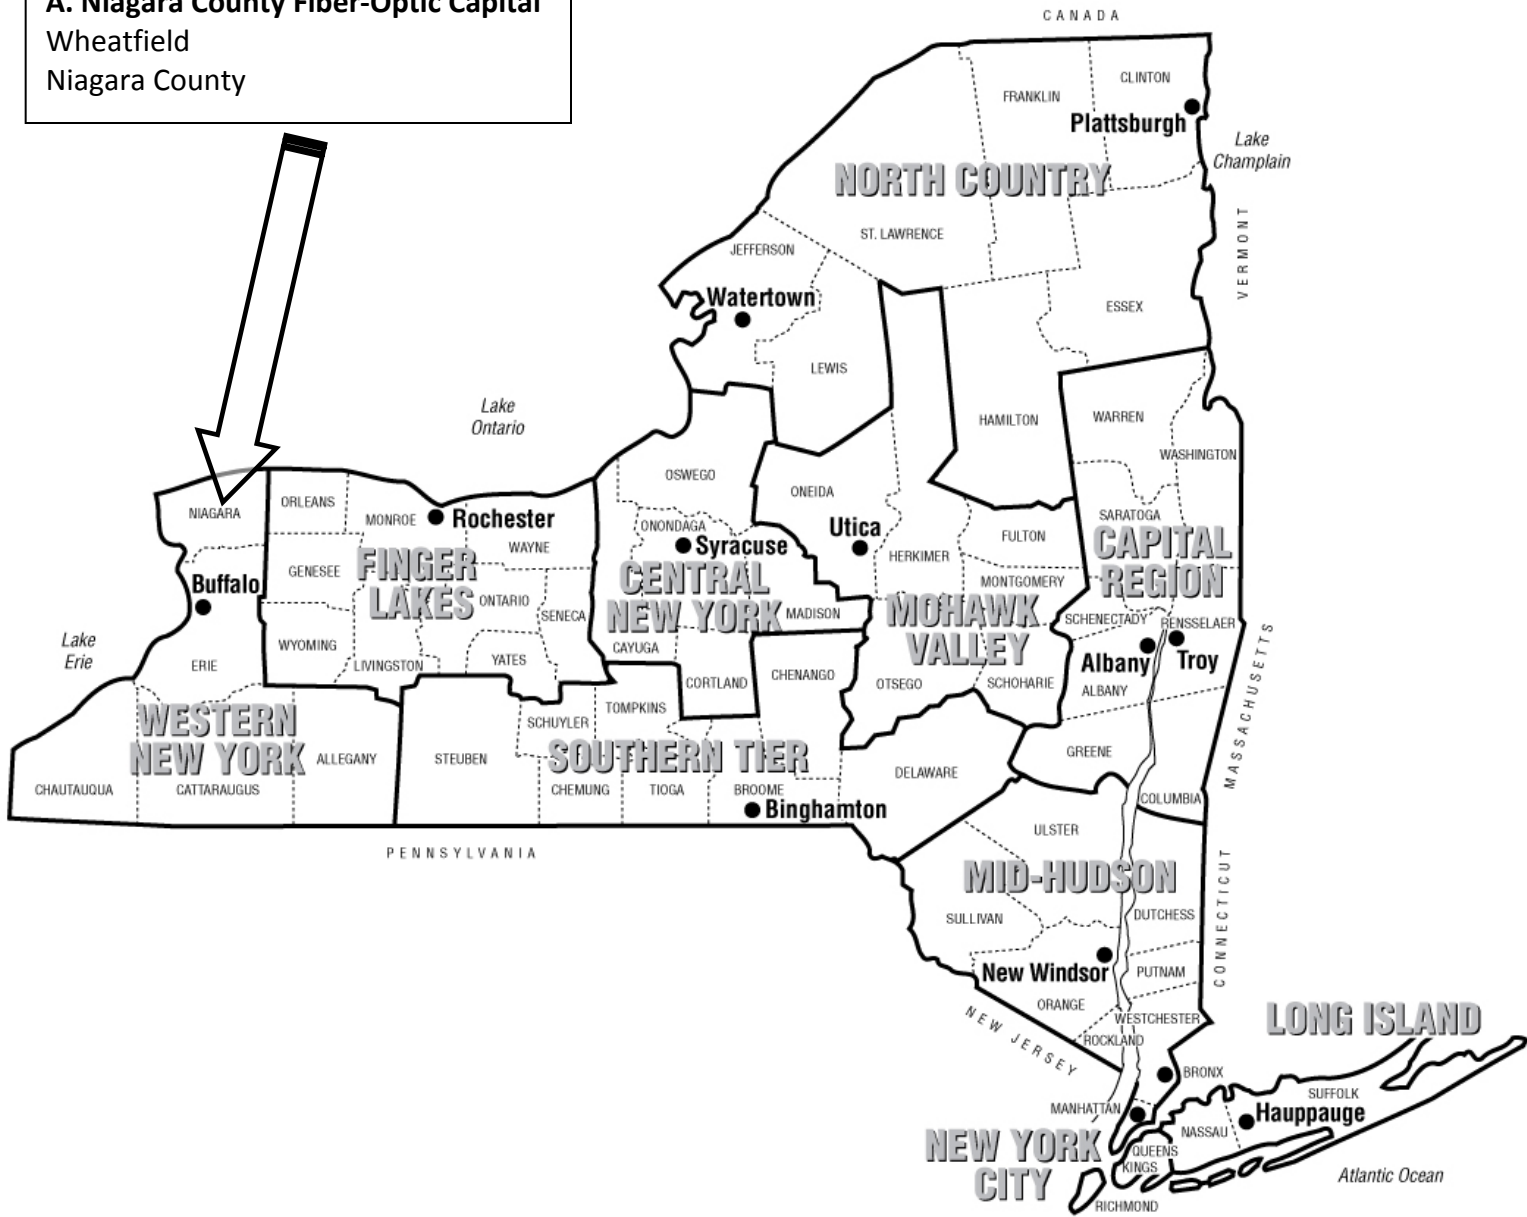 A. Niagara County Fiber-Optic Capital
Wheatfield
Niagara County
CANADA
CLINTON
FRANKLIN
Plattsburgh
Lake
Champlain
NORTH COUNTRY
VERMONT
ST. LAWRENCE
JEFFERSON
Watertown
ESSEX
LEWIS
Lake
Ontario
HAMILTON
WARREN
WASHINGTON
OSWEGO
ONEIDA
NIAGARA
ORLEANS
MONROE
Rochester
WAYNE
ONONDAGA
Syracuse
Utica
HERKIMER
FULTON
SARATOGA
CAPITAL
REGION
MONTGOMERY
GENESEE
FINGER
LAKES
ONTARIO
SENECA
CENTRAL
NEW YORK
MADISON
MOHAWK
VALLEY
SCHENECTADY
RENSSELAER
Buffalo
Lake
Erie
ERIE
WYOMING
LIVINGSTON
YATES
CAYUGA
CORTLAND
CHENANGO
OTSEGO
SCHOHARIE
Albany
Troy
ALBANY
MASSACHUSETTS
WESTERN
NEW YORK
ALLEGANY
STEUBEN
SCHUYLER
TOMPKINS
SOUTHERN TIER
CHAUTAUQUA
CATTARAUGUS
CHEMUNG
TIOGA
BROOME
Binghamton
DELAWARE
GREENE
COLUMBIA
PENNSYLVANIA
ULSTER
MID-HUDSON
SULLIVAN
DUTCHESS
CONNECTICUT
New Windsor
PUTNAM
ORANGE
WESTCHESTER
ROCKLAND
NEW JERSEY
LONG ISLAND
BRONX
SUFFOLK
MANHATTAN
Hauppauge
NASSAU
NEW YORK
CITY
QUEENS
KINGS
RICHMOND
Atlantic Ocean